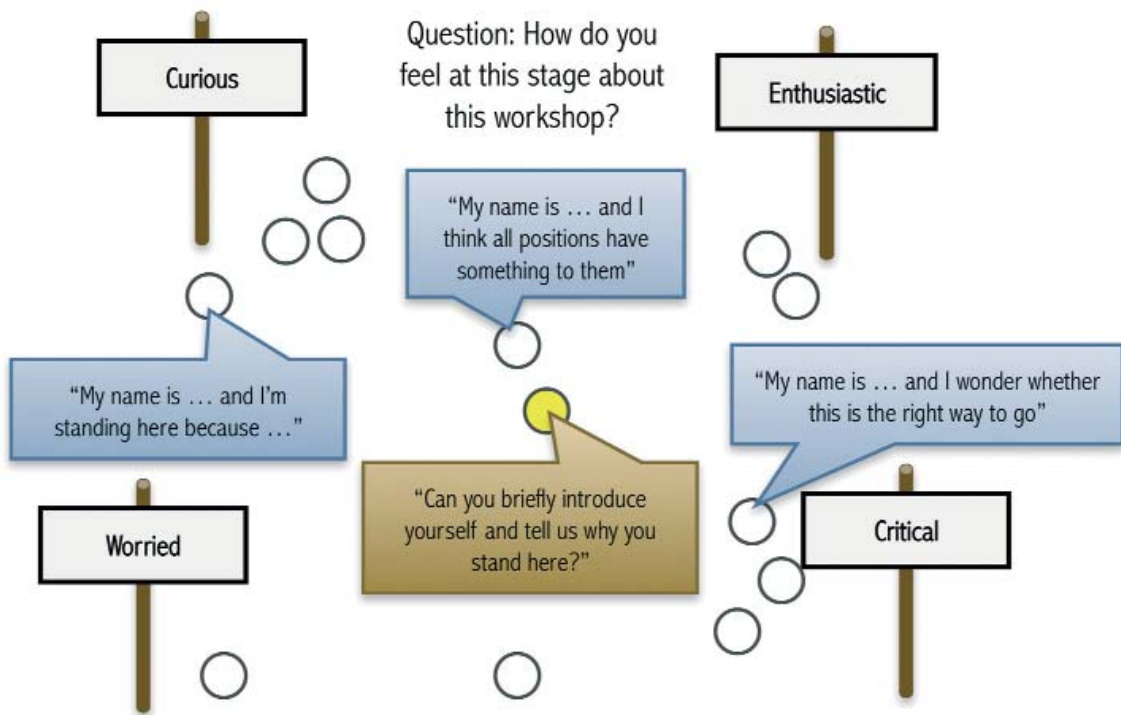 Question: How do you
feel at this stage about
this workshop?
Curious
Enthusiastic
“My name is … and I
think all positions have
something to them”
“My name is … and I’m
standing here because …”
“My name is … and I wonder whether
this is the right way to go”
“Can you briefly introduce
yourself and tell us why you
stand here?”
Worried
Critical